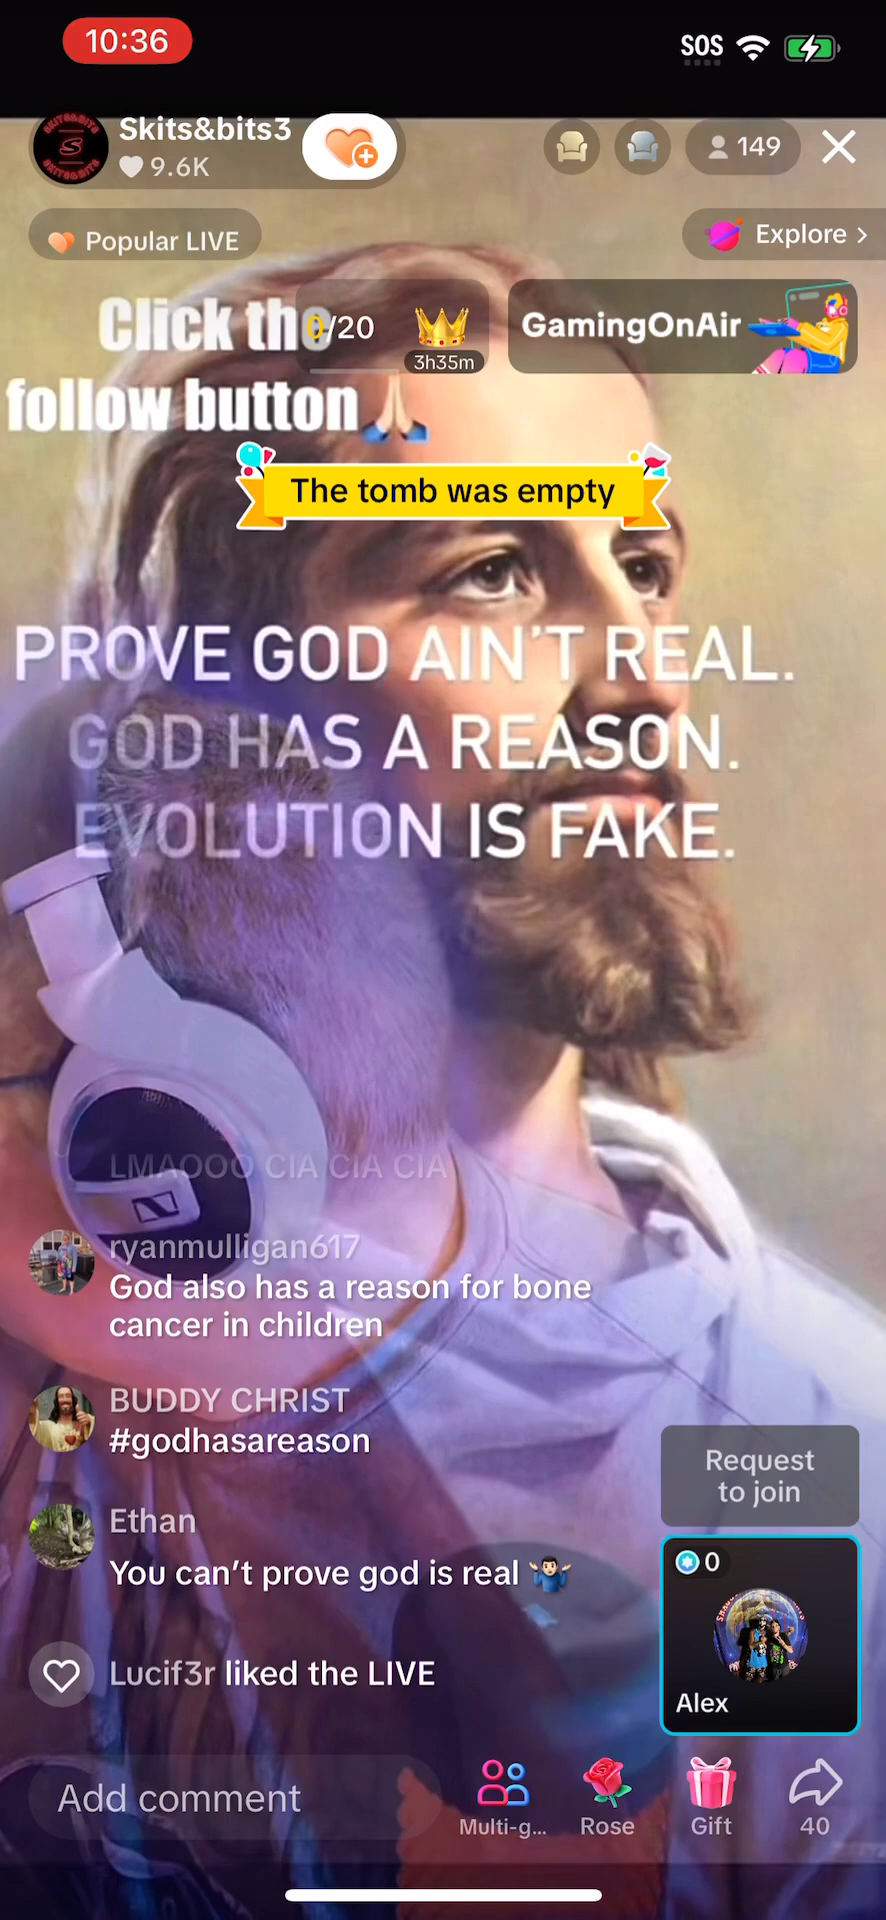 10:36
SOS
Skits&bits3
9.6K
149
Popular LIVE
Explore >
Click the
0/20
3h35m
GamingOnAir
follow button🙏🏻
The tomb was empty
PROVE GOD AIN'T REAL.
GOD HAS A REASON.
EVOLUTION IS FAKE.
LMAOOO CIA CIA CIA
ryanmulligan617
God also has a reason for bone
cancer in children
BUDDY CHRIST
#godhasareason
Ethan
You can’t prove god is real 🤷🏻‍♂️
Lucif3r liked the LIVE
Request
to join
0
Alex
Add comment
Multi-g...
Rose
Gift
40